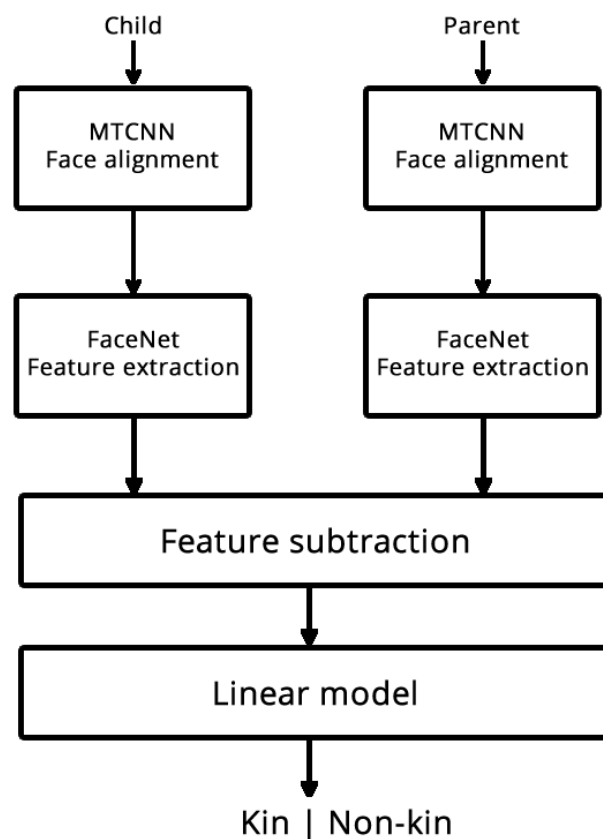 Child
Parent
MTCNN
Face alignment
MTCNN
Face alignment
FaceNet
Feature extraction
FaceNet
Feature extraction
Feature subtraction
Linear model
Kin | Non-kin